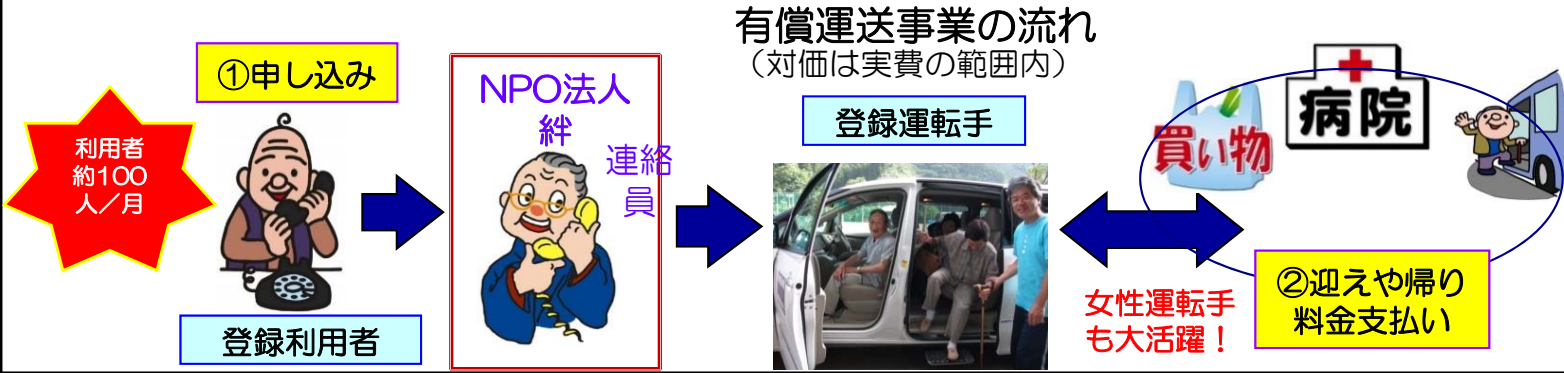 有償運送事業の流れ
（対価は実費の範囲内）
利用者
約100
人／月
①申し込み
登録利用者
NPO法人
絆
連絡
員
登録運転手
買い物
病院
女性運転手
も大活躍！
②迎えや帰り
料金支払い